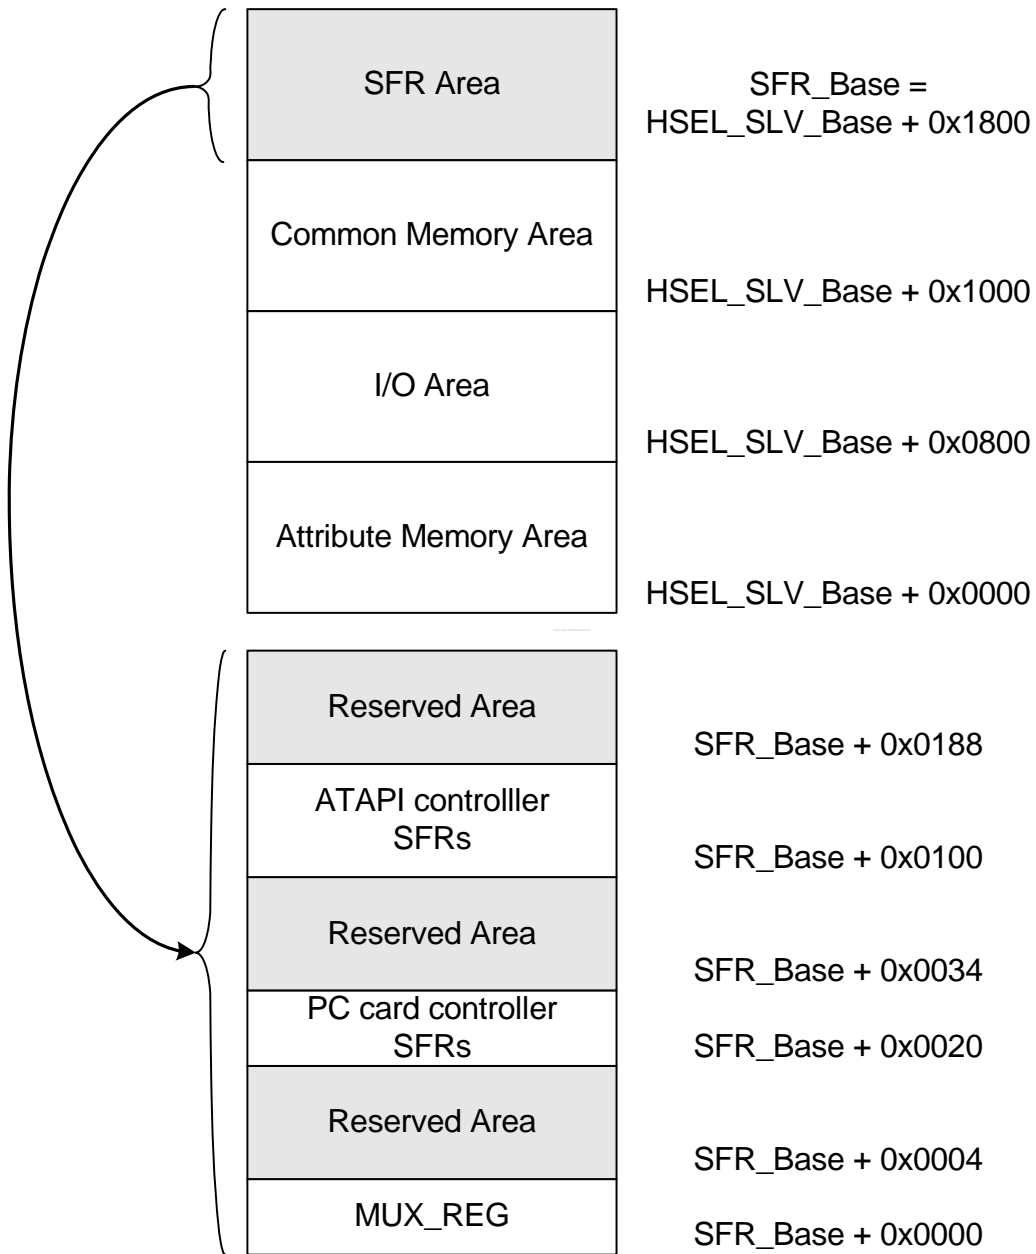 SFR Area
SFR_Base =
HSEL_SLV_Base + 0x1800
Common Memory Area
HSEL_SLV_Base + 0x1000
I/O Area
HSEL_SLV_Base + 0x0800
Attribute Memory Area
HSEL_SLV_Base + 0x0000
Reserved Area
SFR_Base + 0x0188
ATAPI controlller
SFRs
SFR_Base + 0x0100
Reserved Area
SFR_Base + 0x0034
PC card controller
SFRs
SFR_Base + 0x0020
Reserved Area
SFR_Base + 0x0004
MUX_REG
SFR_Base + 0x0000